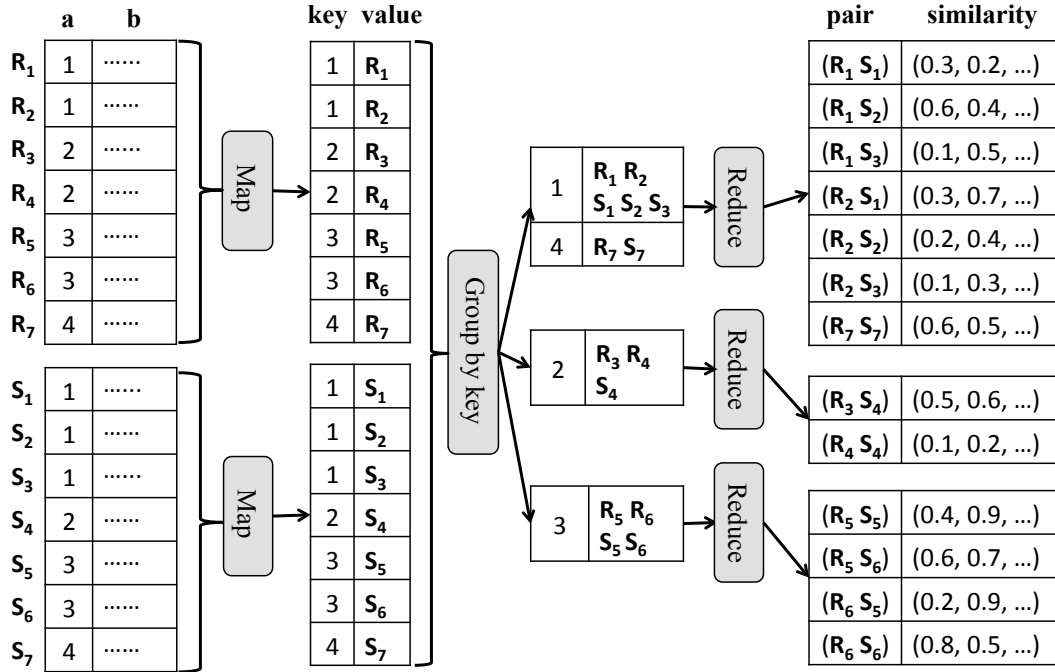 a b
R1 1 ······
R2 1 ······
R3 2 ······
R4 2 ······
R5 3 ······
R6 3 ······
R7 4 ······
S1 1 ······
S2 1 ······
S3 1 ······
S4 2 ······
S5 3 ······
S6 3 ······
S7 4 ······
Map
Map
key value
1 R1
1 R2
2 R3
2 R4
3 R5
3 R6
4 R7
1 S1
1 S2
1 S3
2 S4
3 S5
3 S6
4 S7
Group by key
1 R1 R2
S1 S2 S3
4 R7 S7
2 R3 R4
S4
3 R5 R6
S5 S6
Reduce
Reduce
Reduce
pair similarity
(R1 S1) (0.3, 0.2, ...)
(R1 S2) (0.6, 0.4, ...)
(R1 S3) (0.1, 0.5, ...)
(R2 S1) (0.3, 0.7, ...)
(R2 S2) (0.2, 0.4, ...)
(R2 S3) (0.1, 0.3, ...)
(R7 S7) (0.6, 0.5, ...)
(R3 S4) (0.5, 0.6, ...)
(R4 S4) (0.1, 0.2, ...)
(R5 S5) (0.4, 0.9, ...)
(R5 S6) (0.6, 0.7, ...)
(R6 S5) (0.2, 0.9, ...)
(R6 S6) (0.8, 0.5, ...)